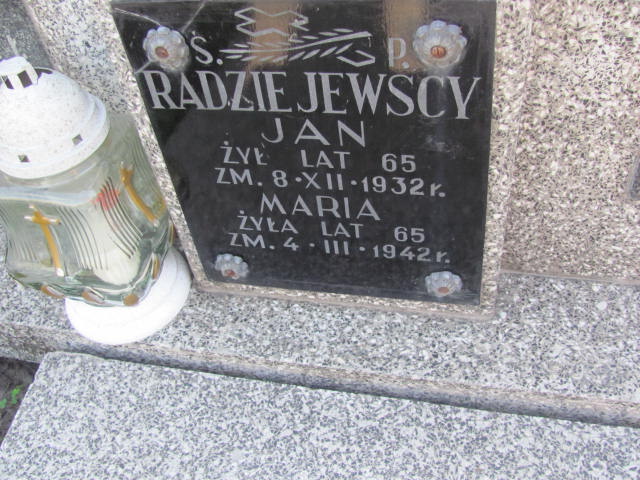 Ś. P.
RADZIEJEWSCY
JAN
ŻYŁ LAT 65
ZM. 8·XII·1932 r.
MARIA
ŻYŁA LAT 65
ZM. 4·III·1942 r.